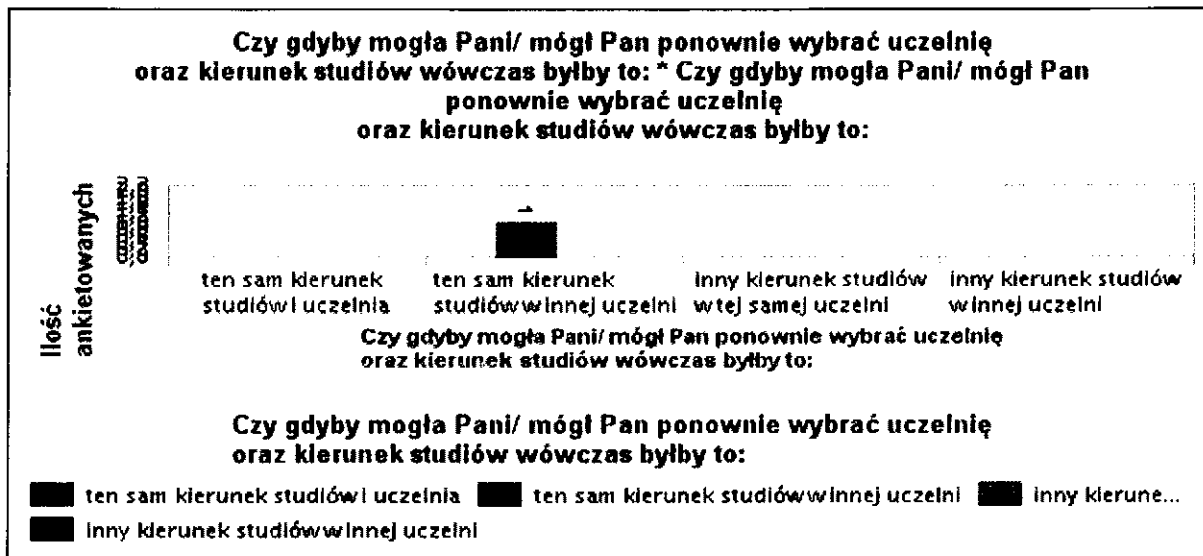 Czy gdyby mogła Pani/ mógł Pan ponownie wybrać uczelnię
oraz kierunek studiów wówczas byłby to: * Czy gdyby mogła Pani/ mógł Pan
ponownie wybrać uczelnię
oraz kierunek studiów wówczas byłby to:
Ilość
ankietowanych
1
ten sam kierunek
studiów i uczelnia
ten sam kierunek
studiów w innej uczelni
inny kierunek studiów
w tej samej uczelni
inny kierunek studiów
w innej uczelni
Czy gdyby mogła Pani/ mógł Pan ponownie wybrać uczelnię
oraz kierunek studiów wówczas byłby to:
Czy gdyby mogła Pani/ mógł Pan ponownie wybrać uczelnię
oraz kierunek studiów wówczas byłby to:
ten sam kierunek studiów i uczelnia ten sam kierunek studiów w innej uczelni inny kierune...
inny kierunek studiów w innej uczelni